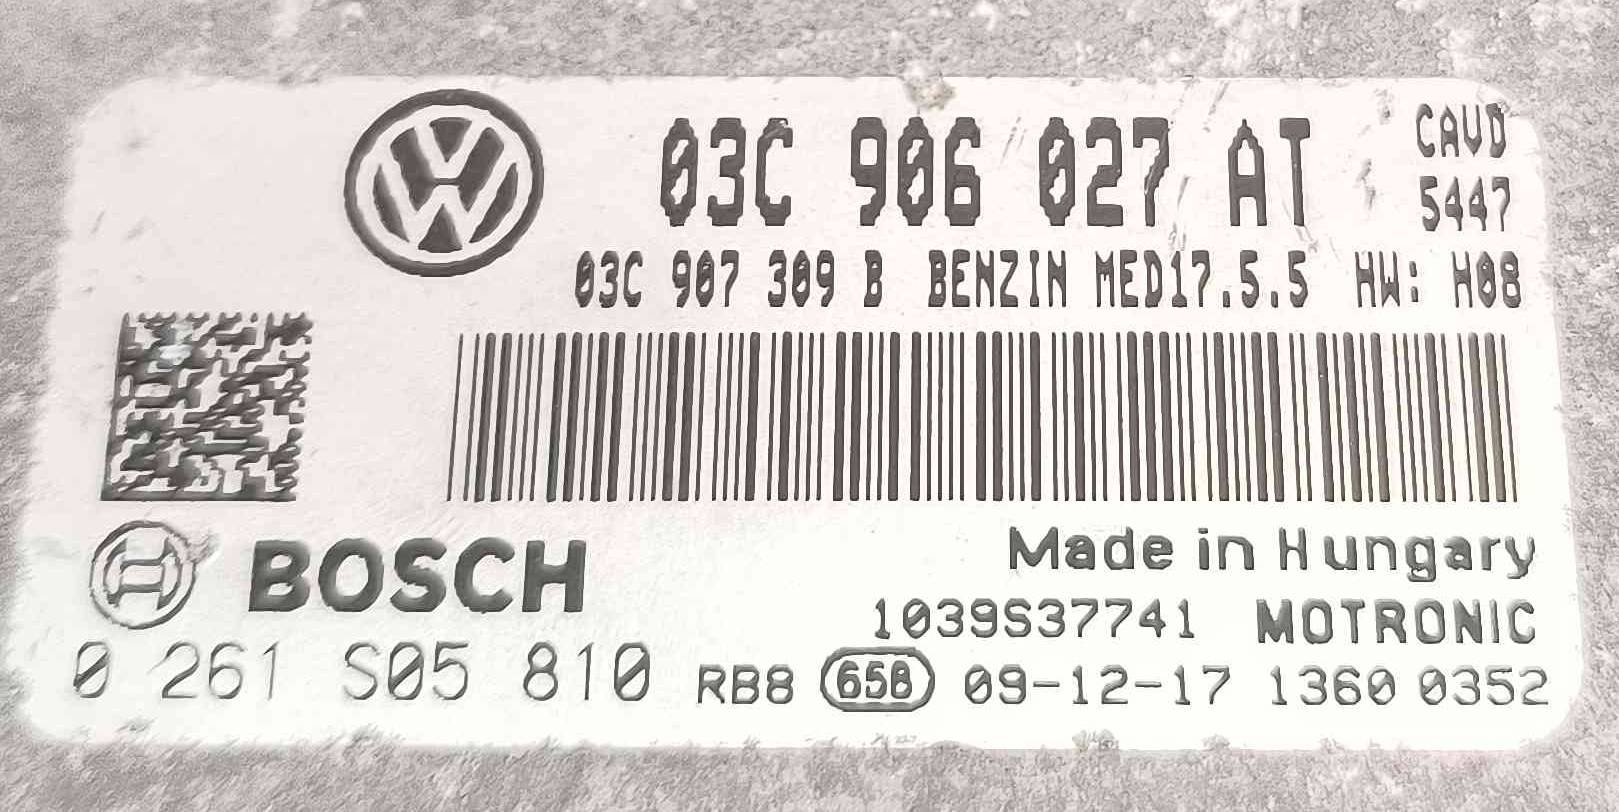 03C 906 027 AT CAVD
5447
03C 907 309 B BENZIN MED17.5.5 HW: H08
BOSCH
Made in Hungary
1039S37741 MOTRONIC
0 261 S05 810 RB8 658 09-12-17 1360 0352